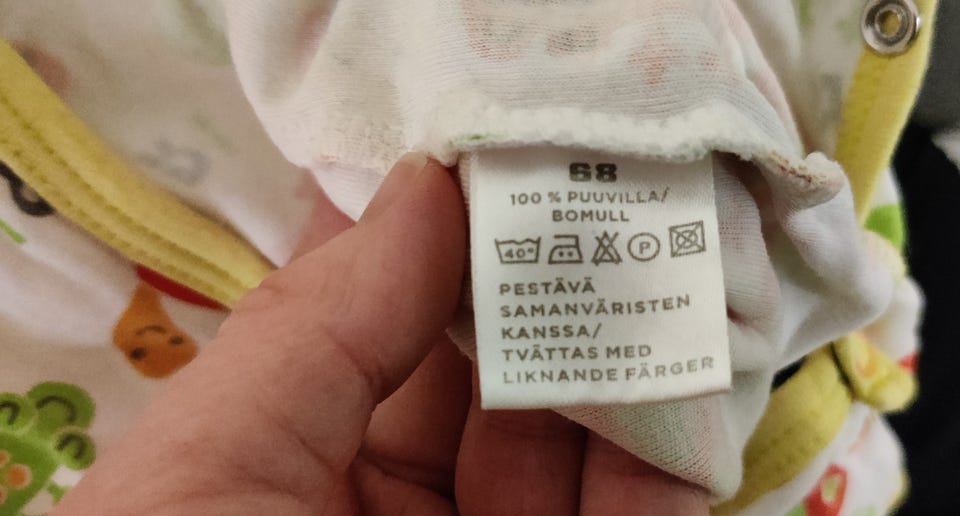 68
100 % PUUVILLA/
BOMULL
40° P
PESTÄVÄ
SAMANVÄRISTEN
KANSSA/
TVÄTTAS MED
LIKNANDE FÄRGER